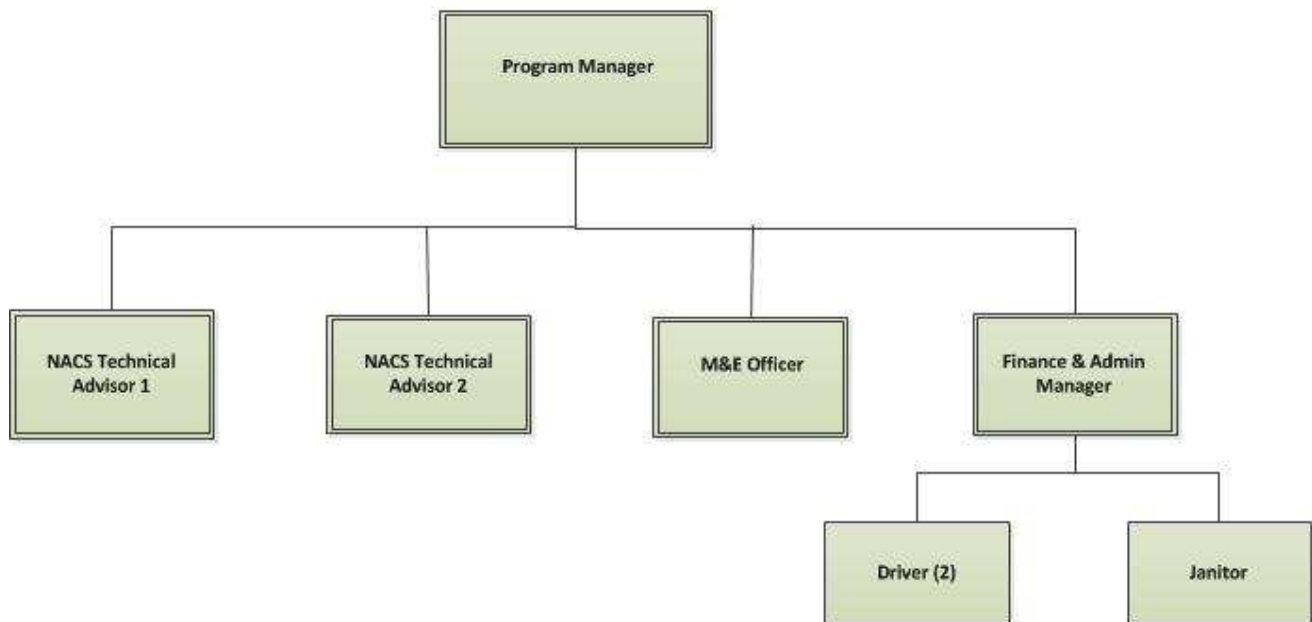 Program Manager
NACS Technical
Advisor 1
NACS Technical
Advisor 2
M&E Officer
Finance & Admin
Manager
Driver (2)
Janitor